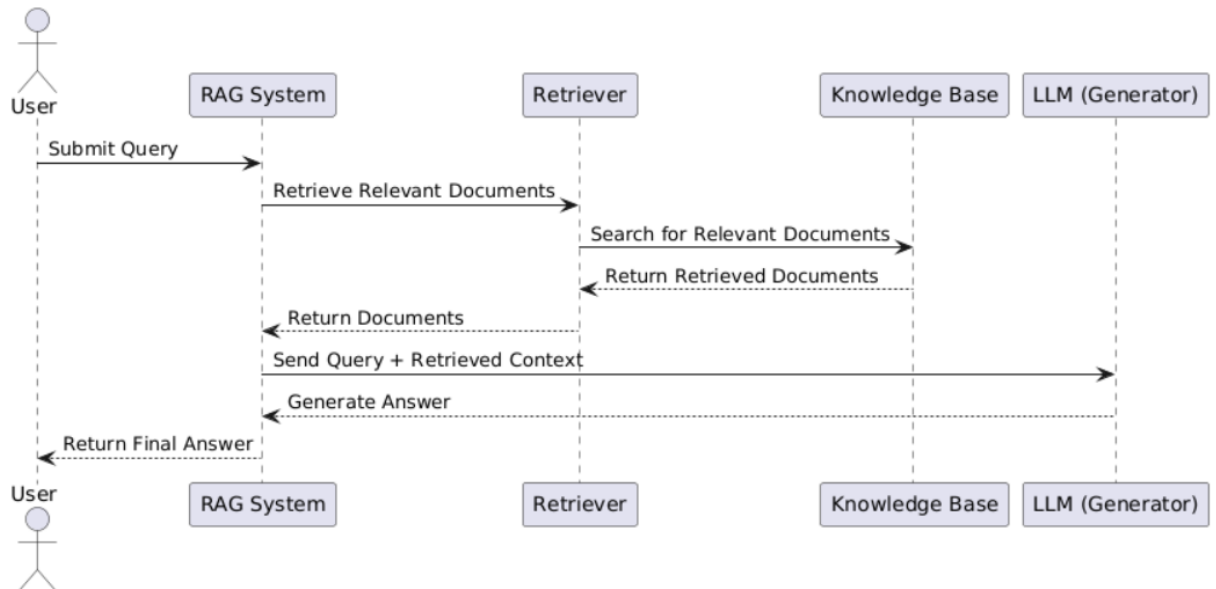 User
RAG System
Retriever
Knowledge Base
LLM (Generator)
Submit Query
Retrieve Relevant Documents
Search for Relevant Documents
Return Retrieved Documents
Return Documents
Send Query + Retrieved Context
Generate Answer
Return Final Answer
User
RAG System
Retriever
Knowledge Base
LLM (Generator)